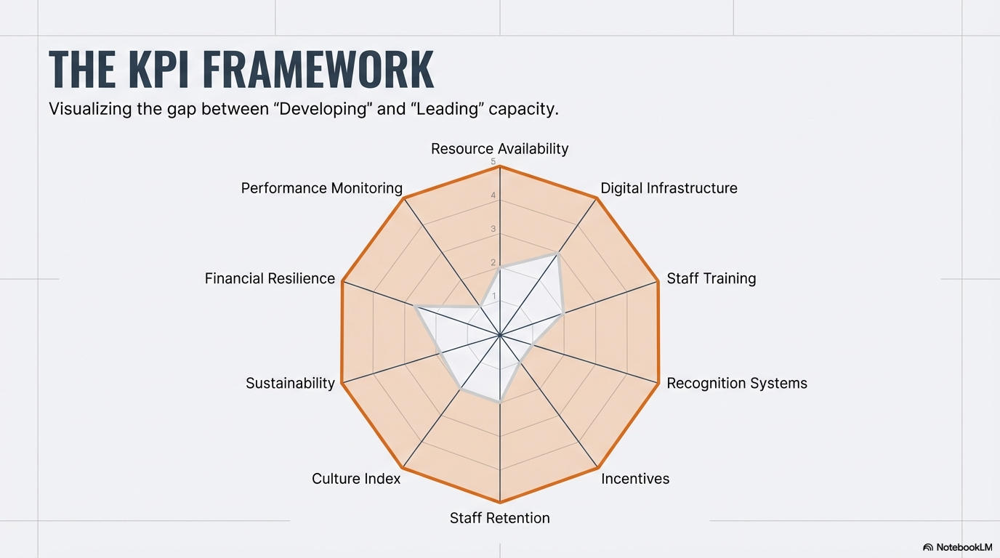 THE KPI FRAMEWORK
Visualizing the gap between “Developing" and “Leading” capacity.
Resource Availability
5
Performance Monitoring
Digital Infrastructure
4
3
2
Financial Resilience
Staff Training
1
Sustainability
Recognition Systems
Culture Index
Incentives
Staff Retention
NotebookLM